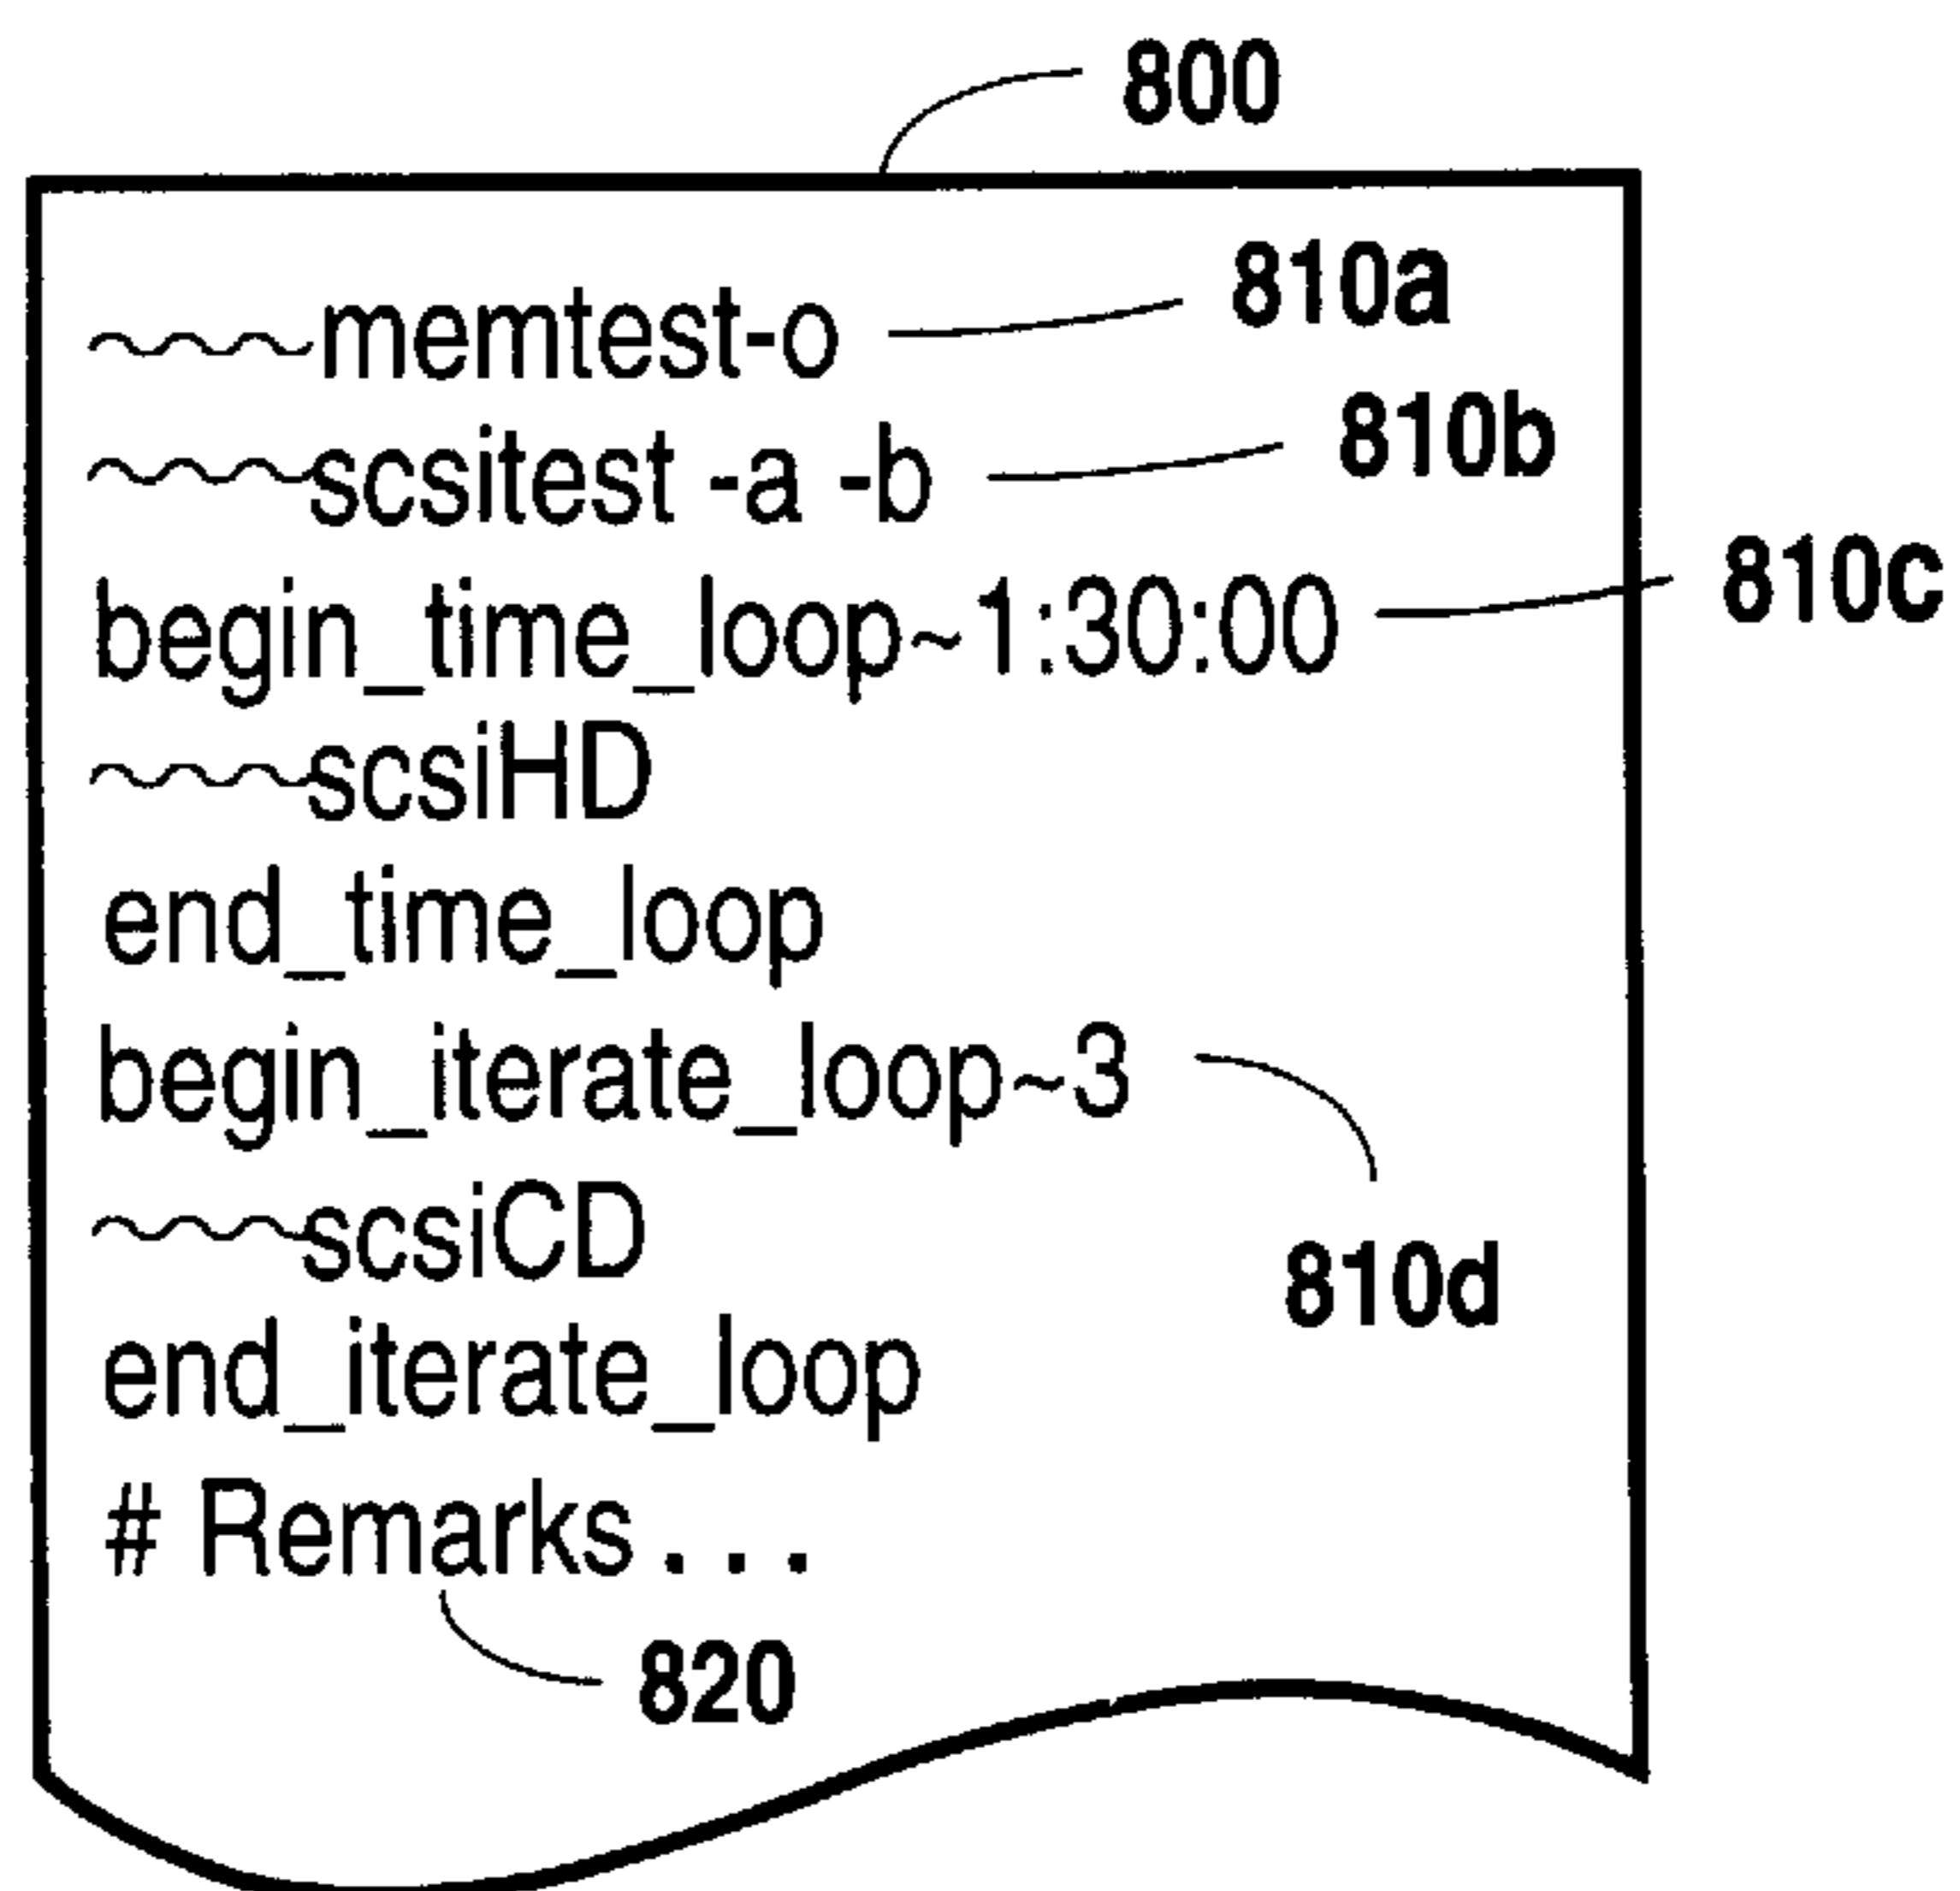 800
~~~memtest-o 810a
~~~scsitest -a -b 810b
begin_time_loop~1:30:00 810c
~~~scsiHD
end_time_loop
begin_iterate_loop~3
~~~scsiCD
810d
end_iterate_loop
# Remarks . . .
820